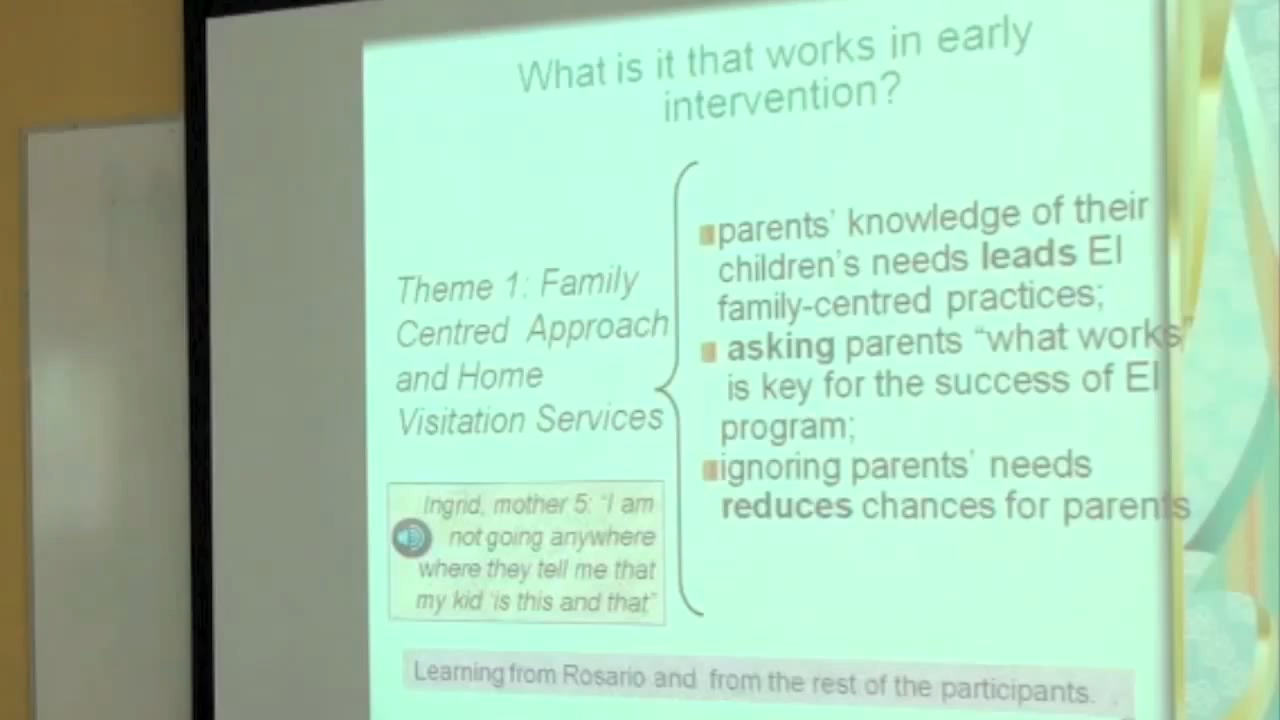 What is it that works in early
intervention?
Theme 1: Family
Centred Approach
and Home
Visitation Services
parents’ knowledge of their
children’s needs leads EI
family-centred practices;
asking parents “what works”
is key for the success of EI
program;
ignoring parents’ needs
reduces chances for parents
Ingrid, mother 5: “I am
not going anywhere
where they tell me that
my kid ‘is this and that”
Learning from Rosario and from the rest of the participants.